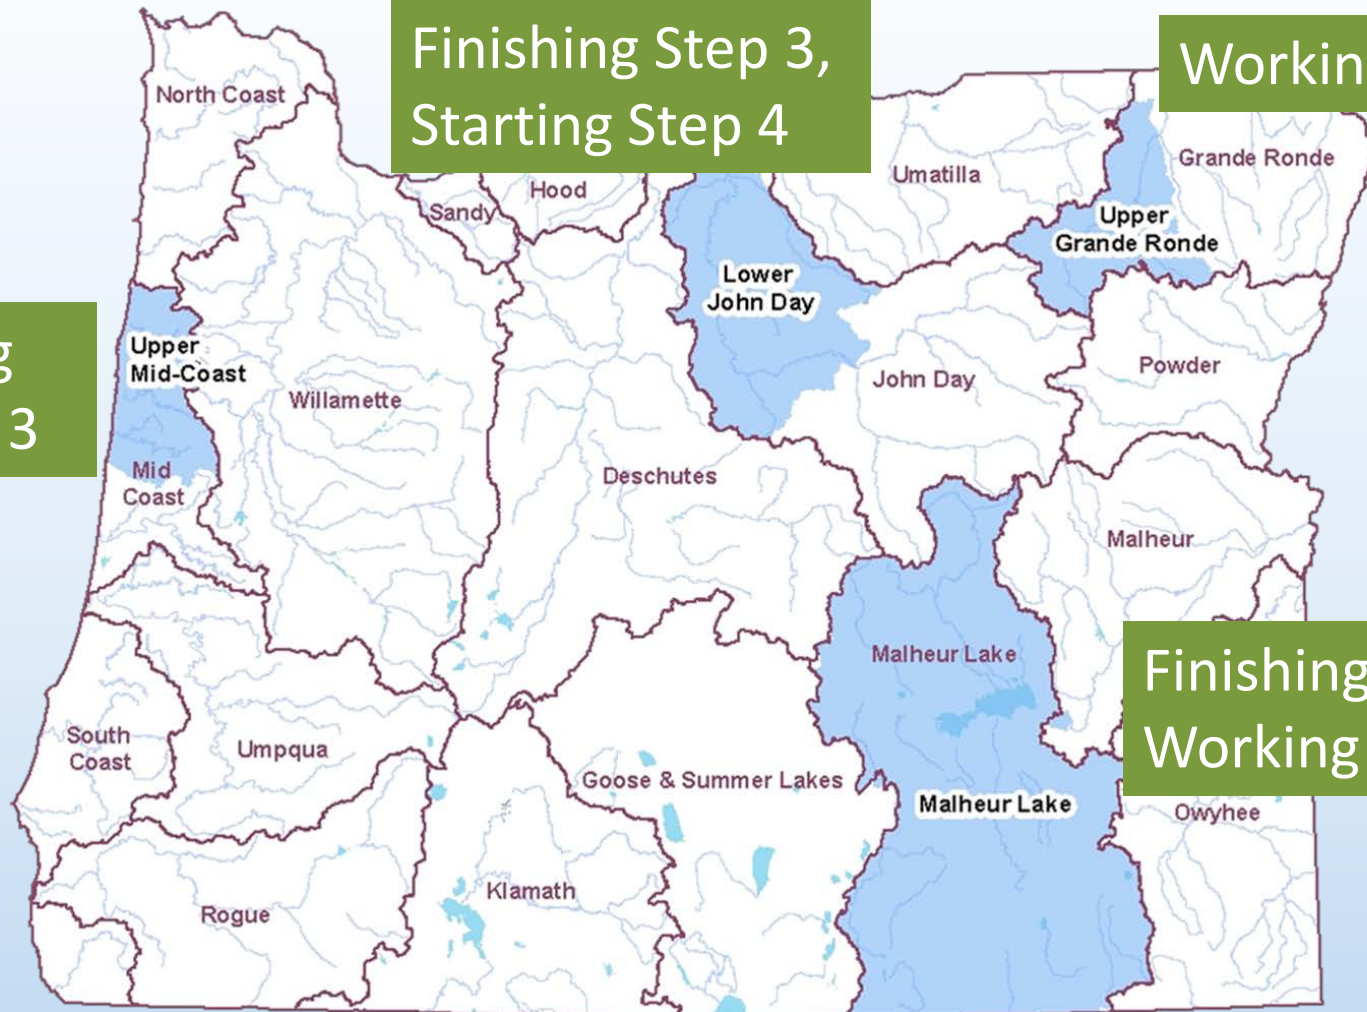 Finishing Step 3,
Starting Step 4
Workin
North Coast
Hood
Sandy
Umatilla
Grande Ronde
Upper
Grande Ronde
Lower
John Day
g
3
Upper
Mid-Coast
Willamette
John Day
Powder
Mid
Coast
Deschutes
Malheur
Malheur Lake
Finishing
Working
South
Coast
Umpqua
Goose & Summer Lakes
Malheur Lake
Owyhee
Klamath
Rogue